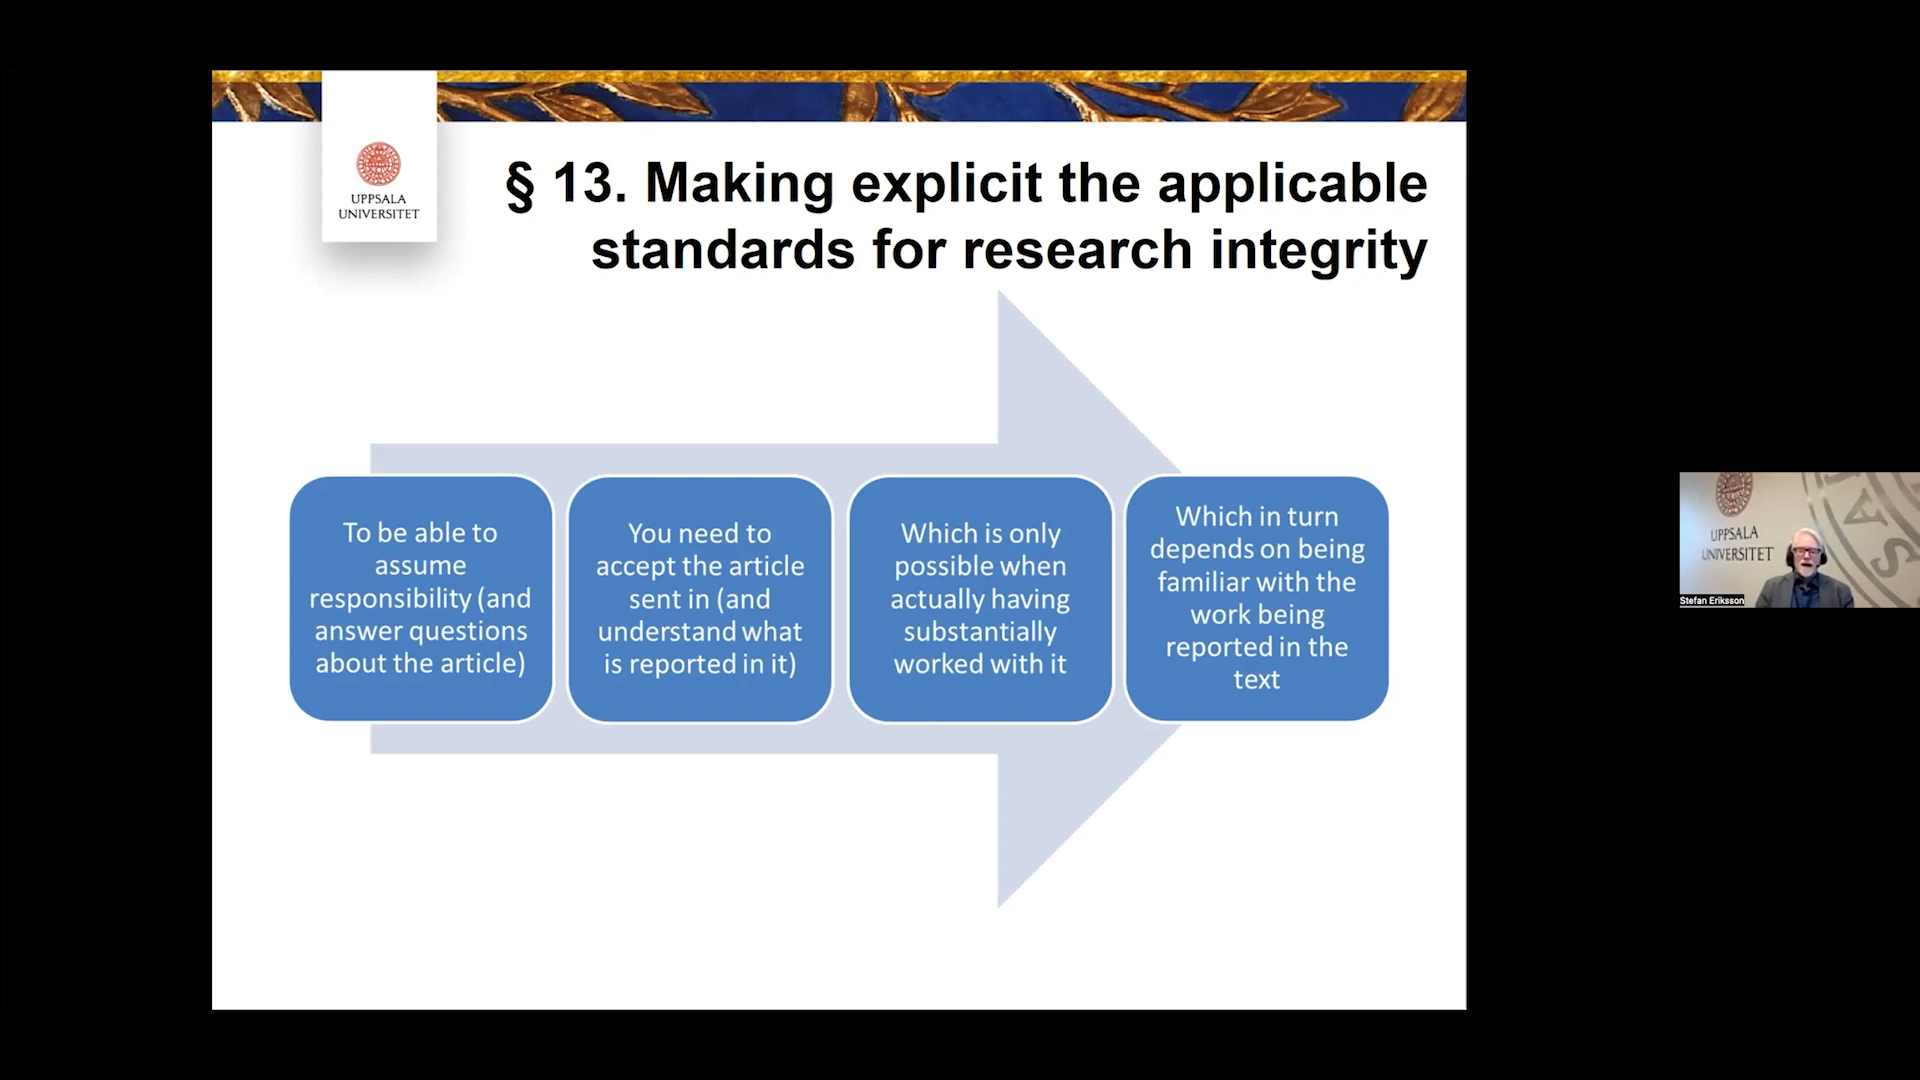 UPPSALA
UNIVERSITET
§ 13. Making explicit the applicable
standards for research integrity
To be able to
assume
responsibility (and
answer questions
about the article)
You need to
accept the article
sent in (and
understand what
is reported in it)
Which is only
possible when
actually having
substantially
worked with it
Which in turn
depends on being
familiar with the
work being
reported in the
text
UPPSALA
UNIVERSITET
Stefan Eriksson